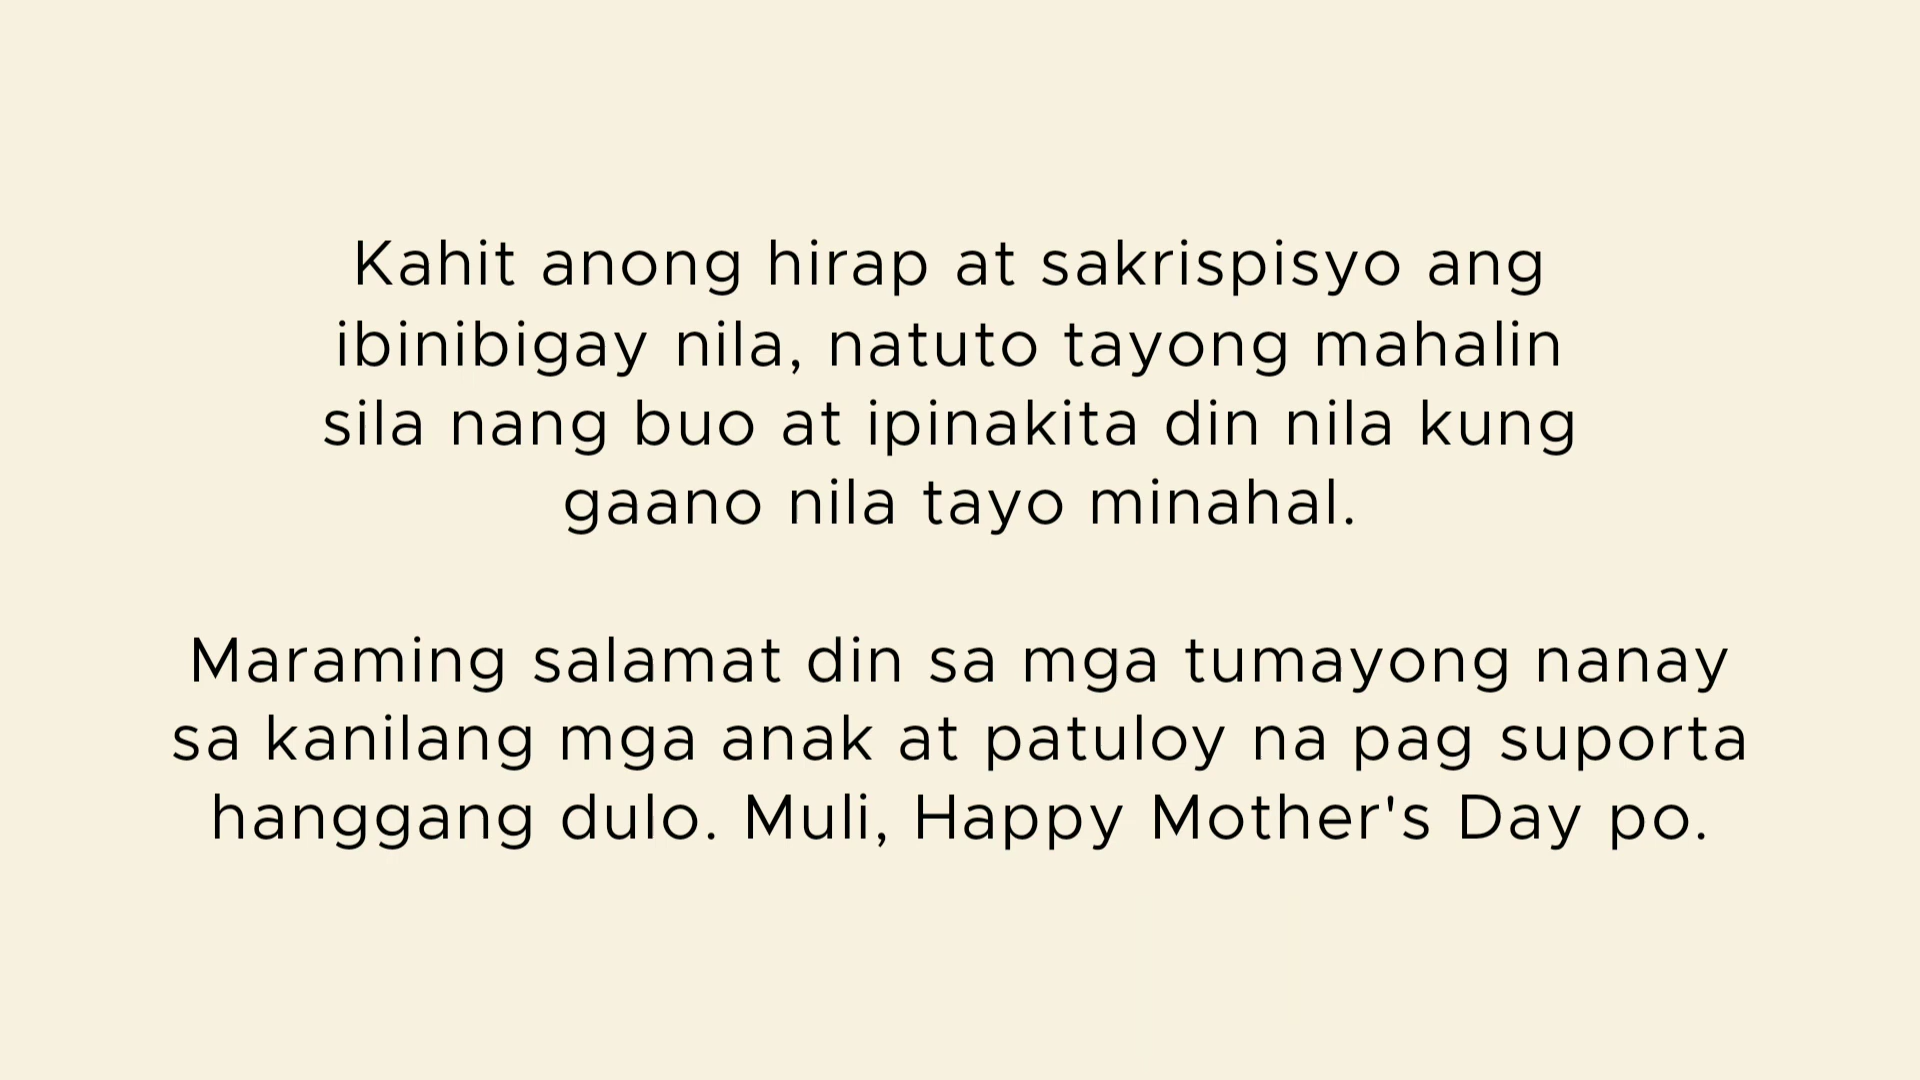 Kahit anong hirap at sakrispisyo ang
ibinibigay nila, natuto tayong mahalin
sila nang buo at ipinakita din nila kung
gaano nila tayo minahal.
Maraming salamat din sa mga tumayong nanay
sa kanilang mga anak at patuloy na pag suporta
hanggang dulo. Muli, Happy Mother's Day po.